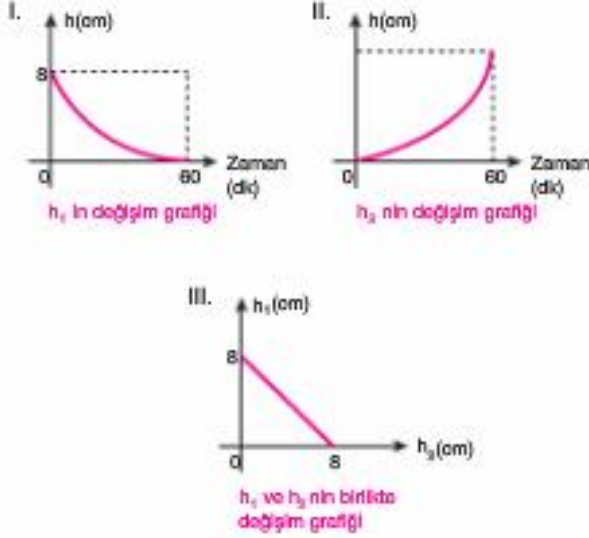 I.
h(cm)
8
0
60
Zaman
(dk)
h₁ in değişim grafiği
II.
h(cm)
0
60
Zaman
(dk)
h₂ nin değişim grafiği
III.
h₁(cm)
8
0
8
h₂(cm)
h₁ ve h₂ nin birlikte
değişim grafiği